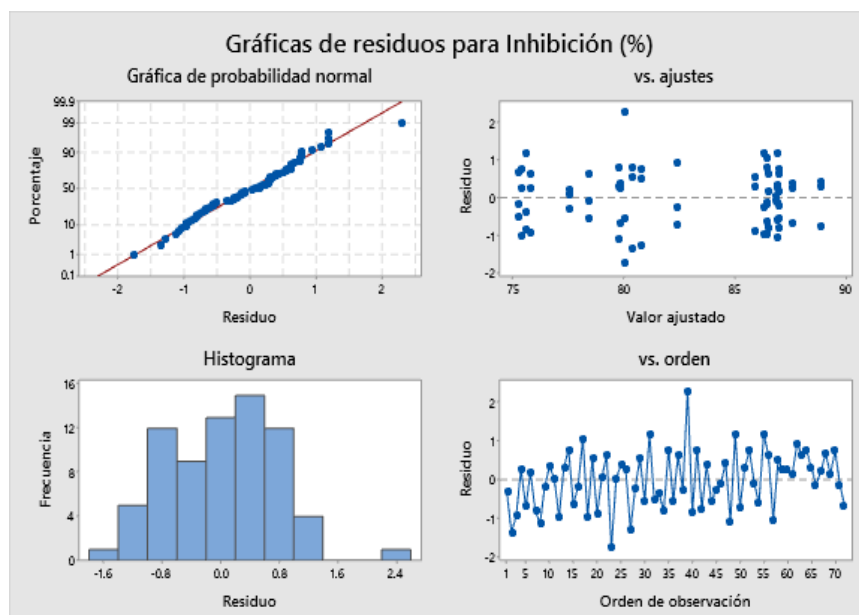 Gráficas de residuos para Inhibición (%)
Gráfica de probabilidad normal
99.9
99
90
50
10
1
0.1
Porcentaje
-2 -1 0 1 2
Residuo
vs. ajustes
2
1
0
-1
-2
Residuo
75 80 85 90
Valor ajustado
Histograma
16
12
8
4
0
Frecuencia
-1.6 -0.8 0.0 0.8 1.6 2.4
Residuo
vs. orden
2
1
0
-1
-2
Residuo
1 5 10 15 20 25 30 35 40 45 50 55 60 65 70
Orden de observación